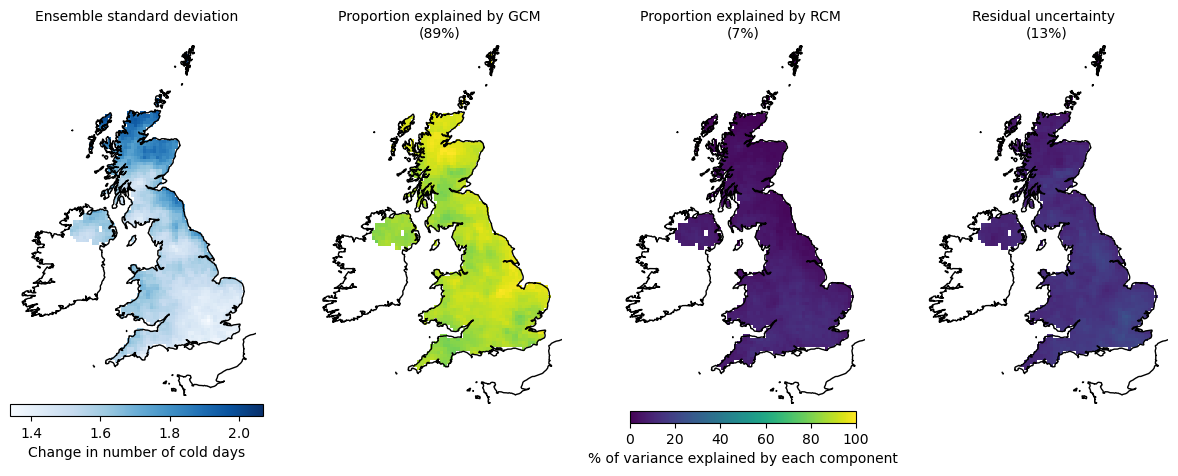 Ensemble standard deviation
Proportion explained by GCM
(89%)
Proportion explained by RCM
(7%)
Residual uncertainty
(13%)
1.4 1.6 1.8 2.0
Change in number of cold days
0 20 40 60 80 100
% of variance explained by each component